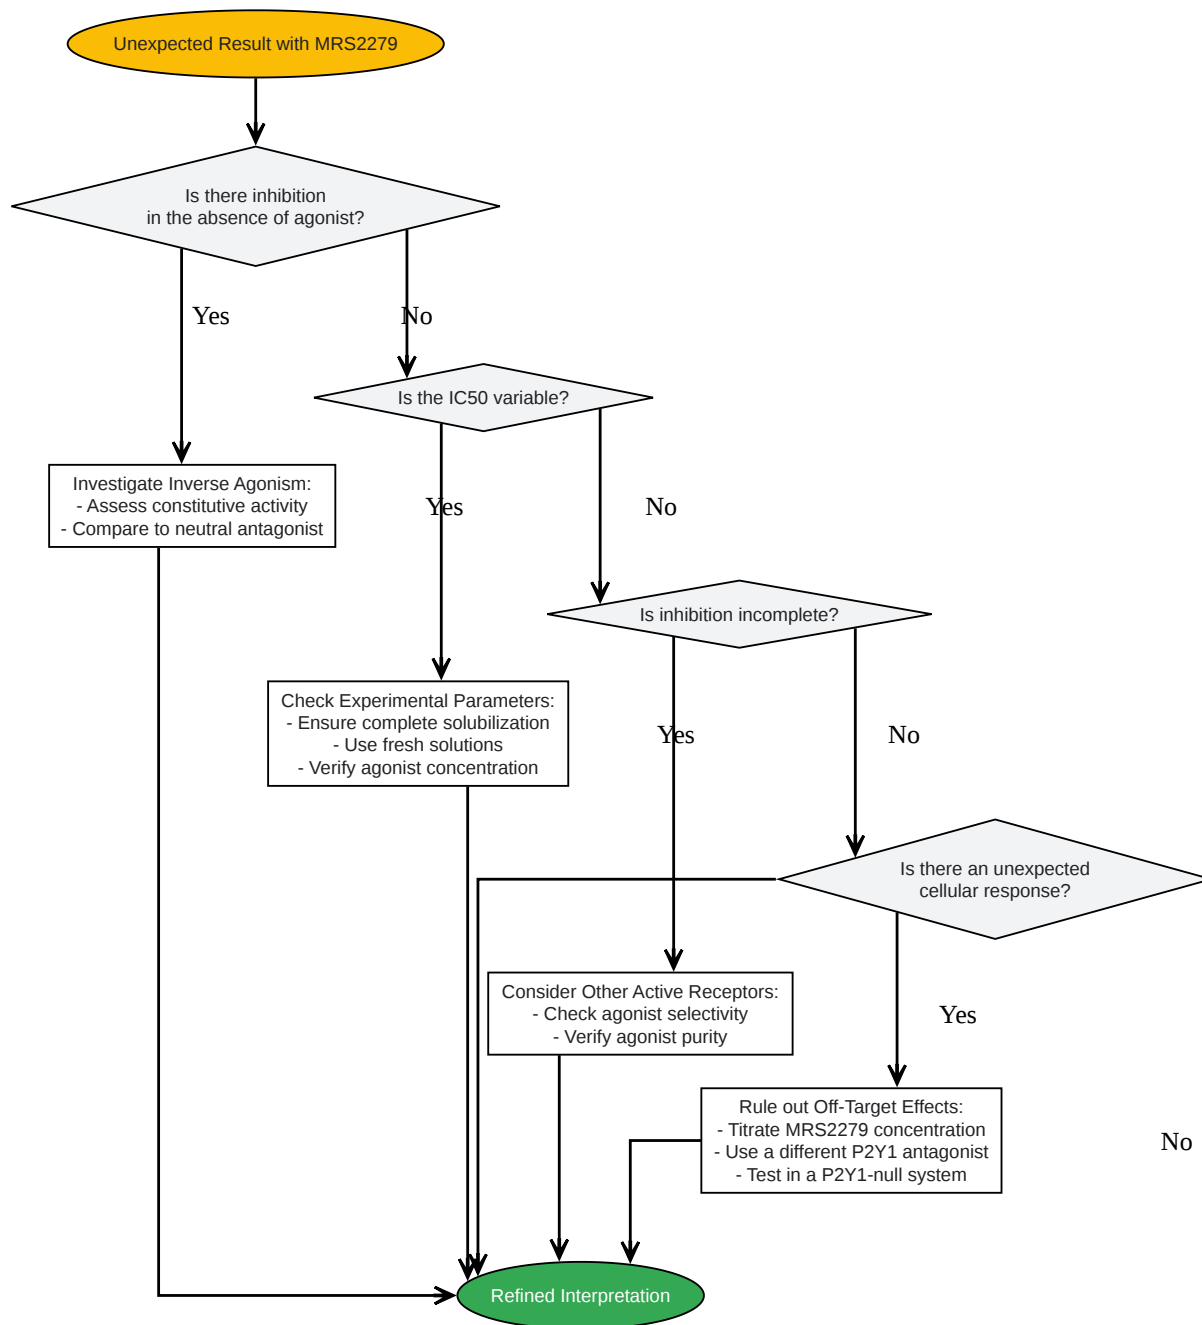 Unexpected Result with MRS2279
Is there inhibition
in the absence of agonist?
Yes
No
Is the IC50 variable?
Investigate Inverse Agonism:
- Assess constitutive activity
- Compare to neutral antagonist
Yes
No
Is inhibition incomplete?
Check Experimental Parameters:
- Ensure complete solubilization
- Use fresh solutions
- Verify agonist concentration
Yes
No
Is there an unexpected
cellular response?
Consider Other Active Receptors:
- Check agonist selectivity
- Verify agonist purity
Yes
Rule out Off-Target Effects:
- Titrate MRS2279 concentration
- Use a different P2Y1 antagonist
- Test in a P2Y1-null system
No
Refined Interpretation